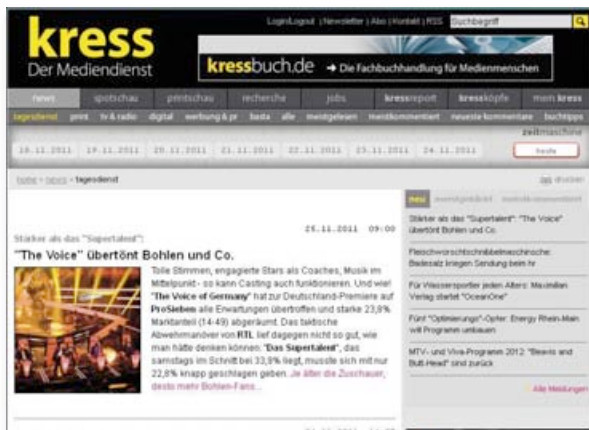 Login/Logout | Newsletter | Abo | Kontakt | RSS Suchbegriff
kress
Der Mediendienst
kressbuch.de → Die Fachbuchhandlung für Medienmenschen
news spotschau printschau recherche jobs kressreport kressköpfe mein kress
tagesdienst print tv & radio digital werbung & pr basta alle meistgelesen meistkommentiert neueste kommentare buchtipps
zeitmaschine
18.11.2011 19.11.2011 20.11.2011 21.11.2011 22.11.2011 23.11.2011 24.11.2011 heute
home > news > tagesdienst
drucken
25.11.2011 09:00
Stärker als das "Supertalent":
"The Voice" übertönt Bohlen und Co.
Tolle Stimmen, engagierte Stars als Coaches, Musik im
Mittelpunkt - so kann Casting auch funktionieren. Und wie!
"The Voice of Germany" hat zur Deutschland-Premiere auf
ProSieben alle Erwartungen übertroffen und starke 23,8%
Marktanteil (14-49) abgeräumt. Das taktische
Abwehrmanöver von RTL lief dagegen nicht so gut, wie
man hätte denken können: "Das Supertalent", das
samstags im Schnitt bei 33,9% liegt, musste sich mit nur
22,8% knapp geschlagen geben. Je älter die Zuschauer,
desto mehr Bohlen-Fans...
neu meistgelesen meistkommentiert
Stärker als das "Supertalent": "The Voice"
übertönt Bohlen und Co.
Fleischworschtschnibbelmaschinsche:
Badesalz kriegen Sendung beim hr
Für Wassersportler jeden Alters: Maximilian
Verlag startet "OceanOne"
Fünf "Optimierungs"-Opfer: Energy Rhein-Main
will Programm umbauen
MTV- und Viva-Programm 2012: "Beavis and
Butt-Head" sind zurück
Alle Meldungen